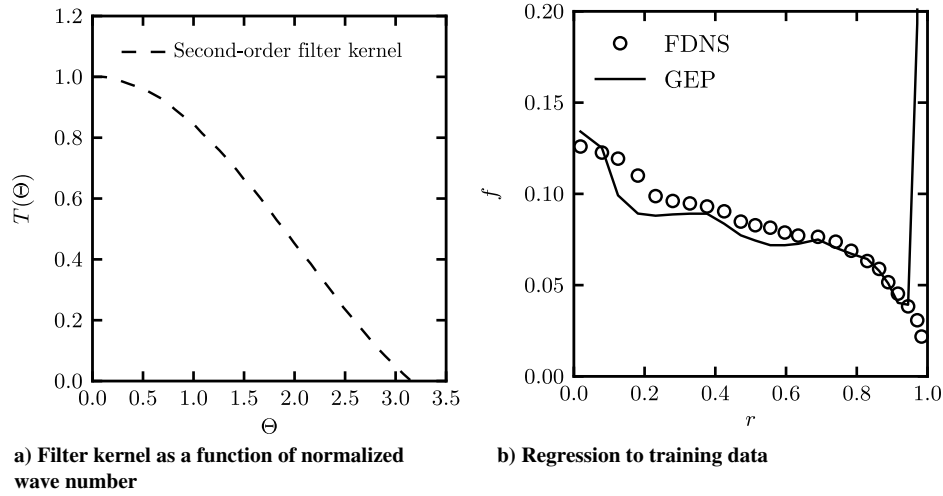 1.2
1.0
0.8
0.6
0.4
0.2
0.0
T(Θ)
Second-order filter kernel
0.0 0.5 1.0 1.5 2.0 2.5 3.0 3.5
Θ
a) Filter kernel as a function of normalized
wave number
0.20
0.15
0.10
0.05
0.00
f
FDNS
GEP
0.0 0.2 0.4 0.6 0.8 1.0
r
b) Regression to training data